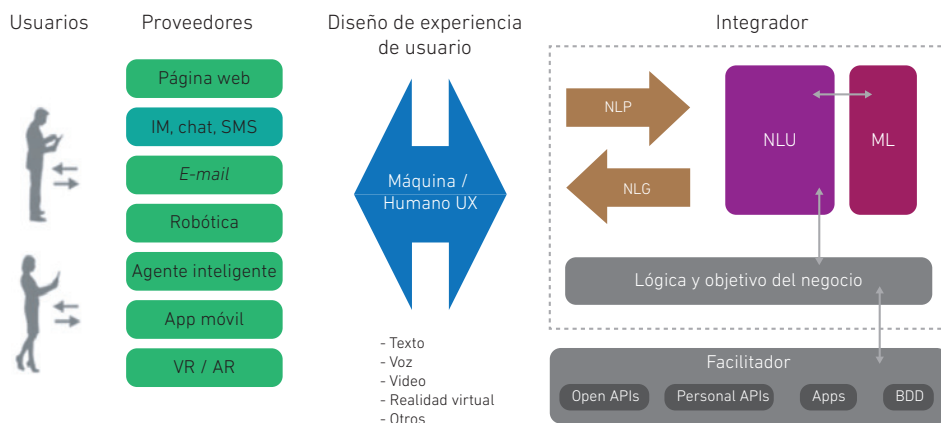 Usuarios
Proveedores
Diseño de experiencia
de usuario
Integrador
Página web
IM, chat, SMS
E-mail
Robótica
Agente inteligente
App móvil
VR / AR
Máquina /
Humano UX
- Texto
- Voz
- Video
- Realidad virtual
- Otros
NLP
NLG
NLU
ML
Lógica y objetivo del negocio
Facilitador
Open APIs
Personal APIs
Apps
BDD